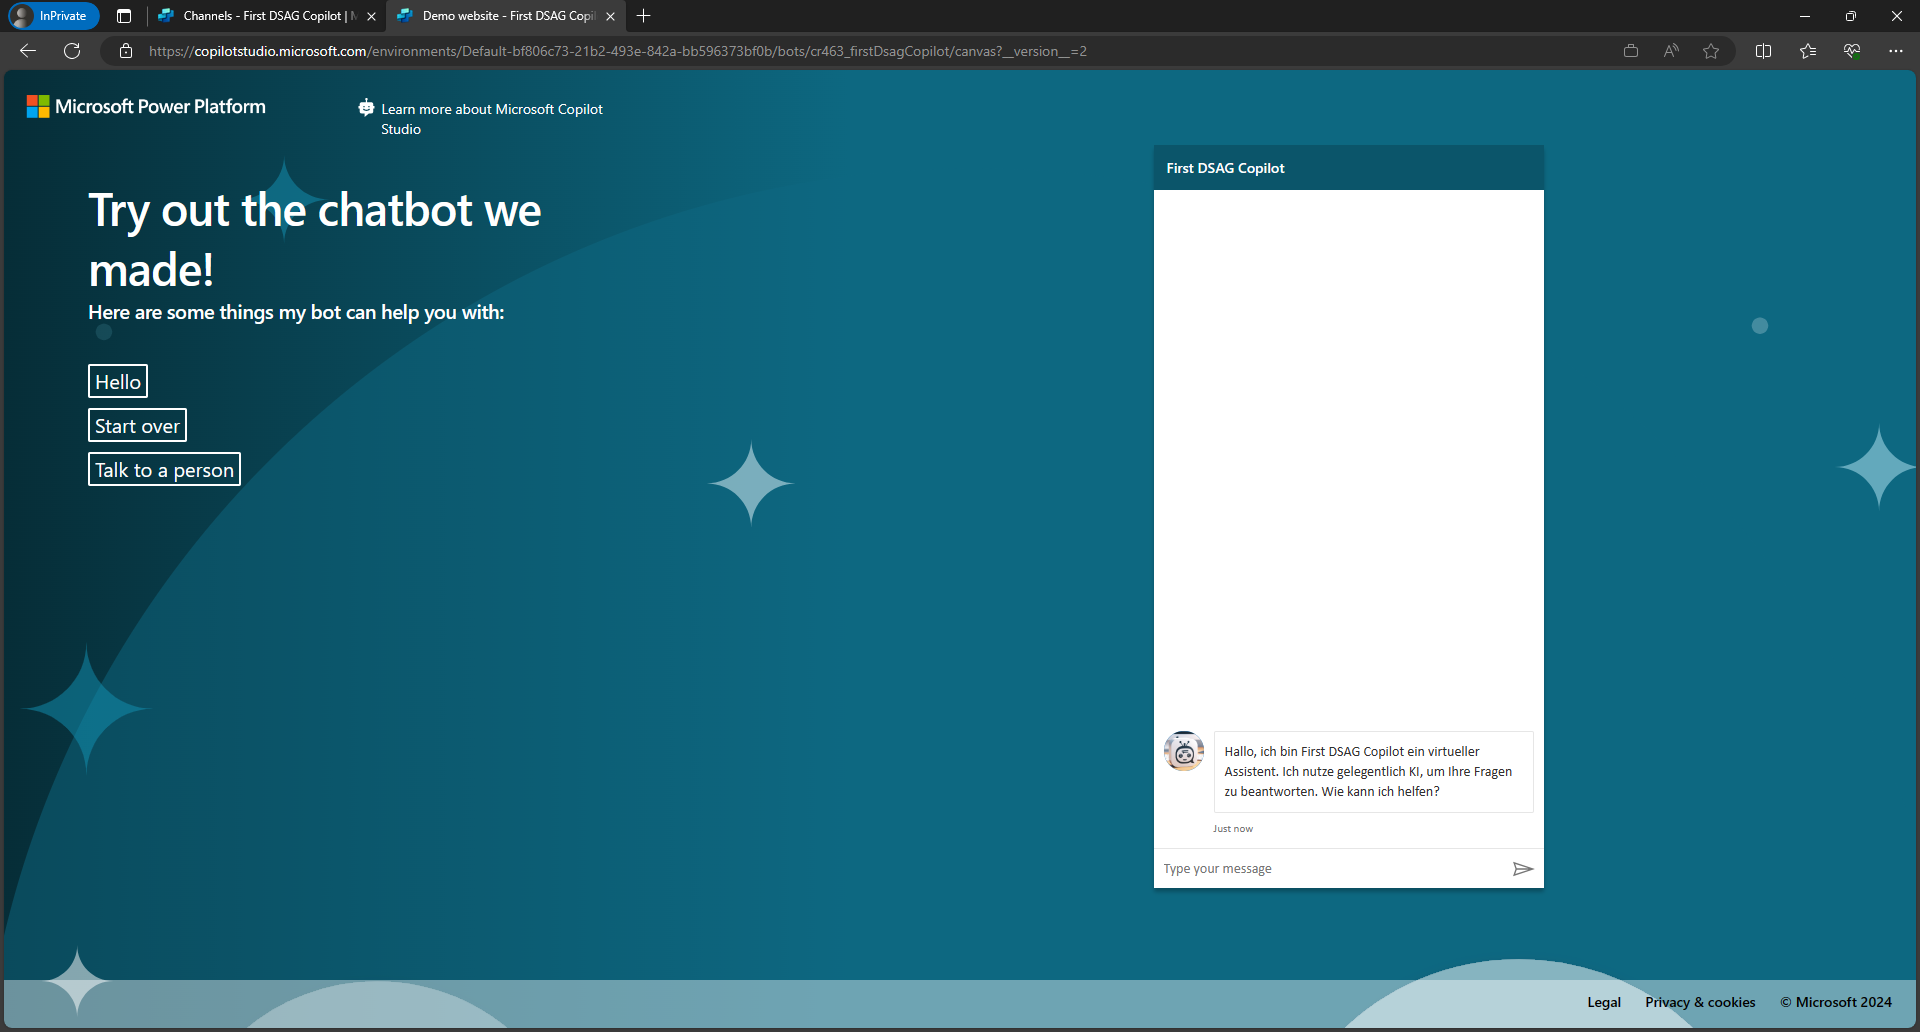 InPrivate
Channels - First DSAG Copilot |
Demo website - First DSAG Copil
https://copilotstudio.microsoft.com/environments/Default-bf806c73-21b2-493e-842a-bb596373bf0b/bots/cr463_firstDsagCopilot/canvas?__version__=2
Microsoft Power Platform
Learn more about Microsoft Copilot
Studio
Try out the chatbot we
made!
Here are some things my bot can help you with:
Hello
Start over
Talk to a person
First DSAG Copilot
Hallo, ich bin First DSAG Copilot ein virtueller
Assistent. Ich nutze gelegentlich KI, um Ihre Fragen
zu beantworten. Wie kann ich helfen?
Just now
Type your message
Legal Privacy & cookies © Microsoft 2024